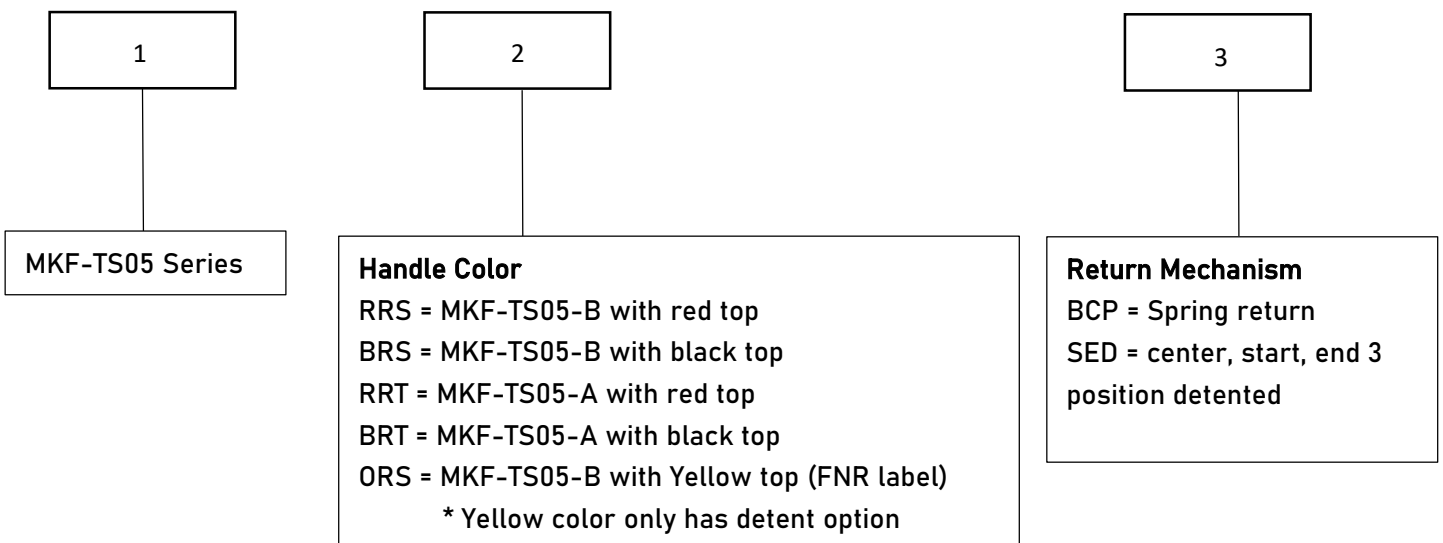 1
2
3
MKF-TS05 Series
Handle Color
RRS = MKF-TS05-B with red top
BRS = MKF-TS05-B with black top
RRT = MKF-TS05-A with red top
BRT = MKF-TS05-A with black top
ORS = MKF-TS05-B with Yellow top (FNR label)
* Yellow color only has detent option
Return Mechanism
BCP = Spring return
SED = center, start, end 3
position detented